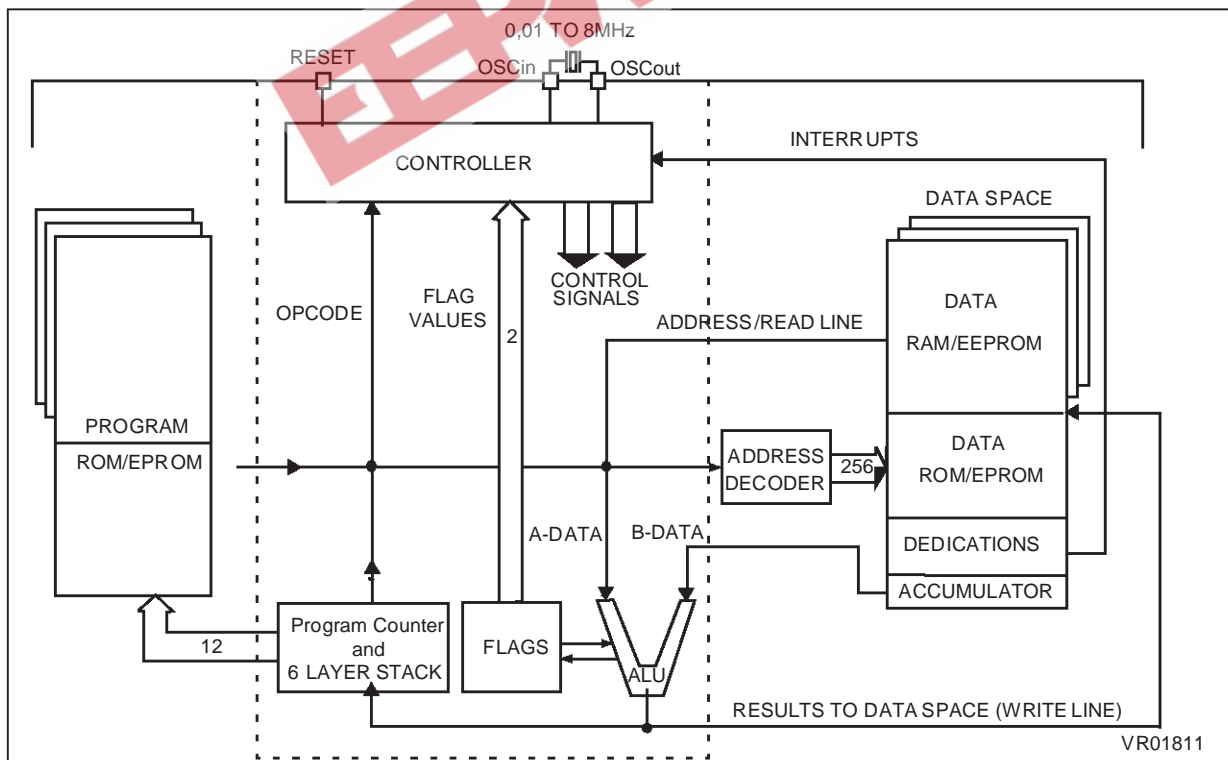 0,01 TO 8MHz
RESET
OSCin
OSCout
INTERRUPTS
CONTROLLER
DATA SPACE
OPCODE
FLAG
VALUES
2
CONTROL
SIGNALS
ADDRESS/READ LINE
DATA
RAM/EEPROM
PROGRAM
ROM/EPROM
ADDRESS
DECODER
256
DATA
ROM/EPROM
A-DATA
B-DATA
DEDICATIONS
ACCUMULATOR
12
Program Counter
and
6 LAYER STACK
FLAGS
ALU
RESULTS TO DATA SPACE (WRITE LINE)
VR01811